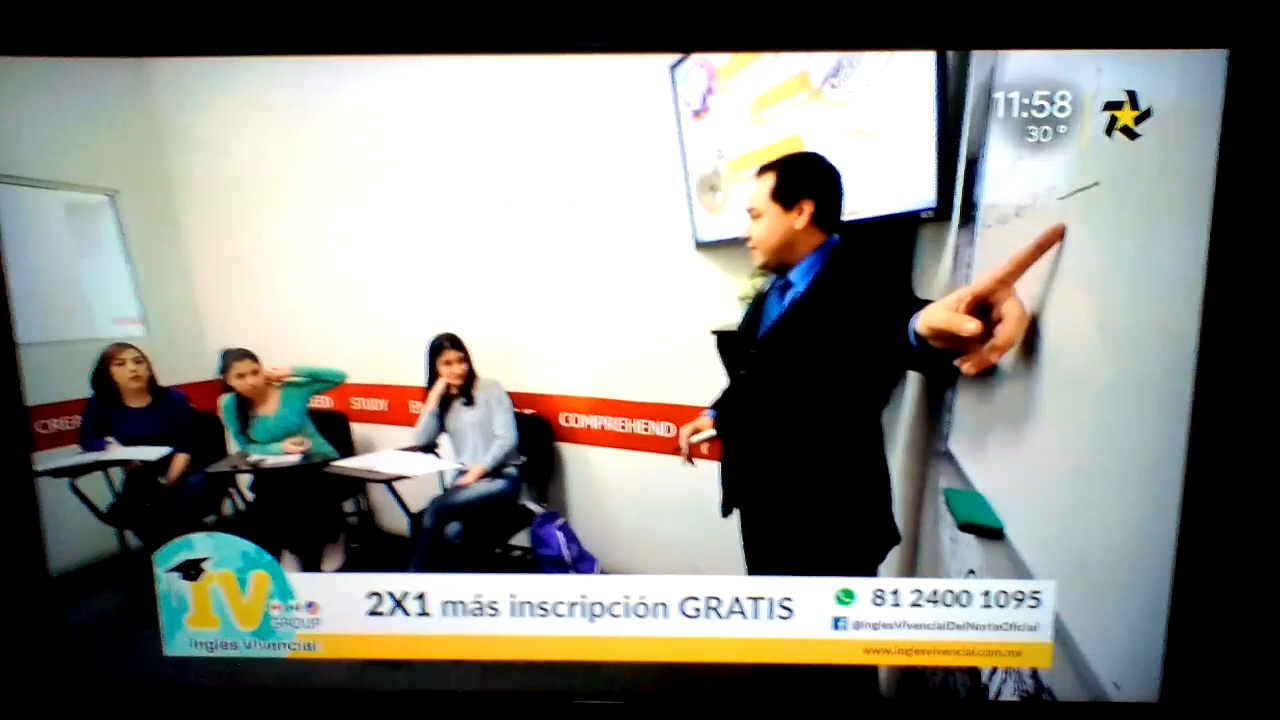 11:58
30°
STUDY
COMPREHEND
IV
GROUP
Inglés Vivencial
2X1 más inscripción GRATIS
81 2400 1095
@InglesVivencialDelNorteOficial
www.inglesvivencial.com.mx